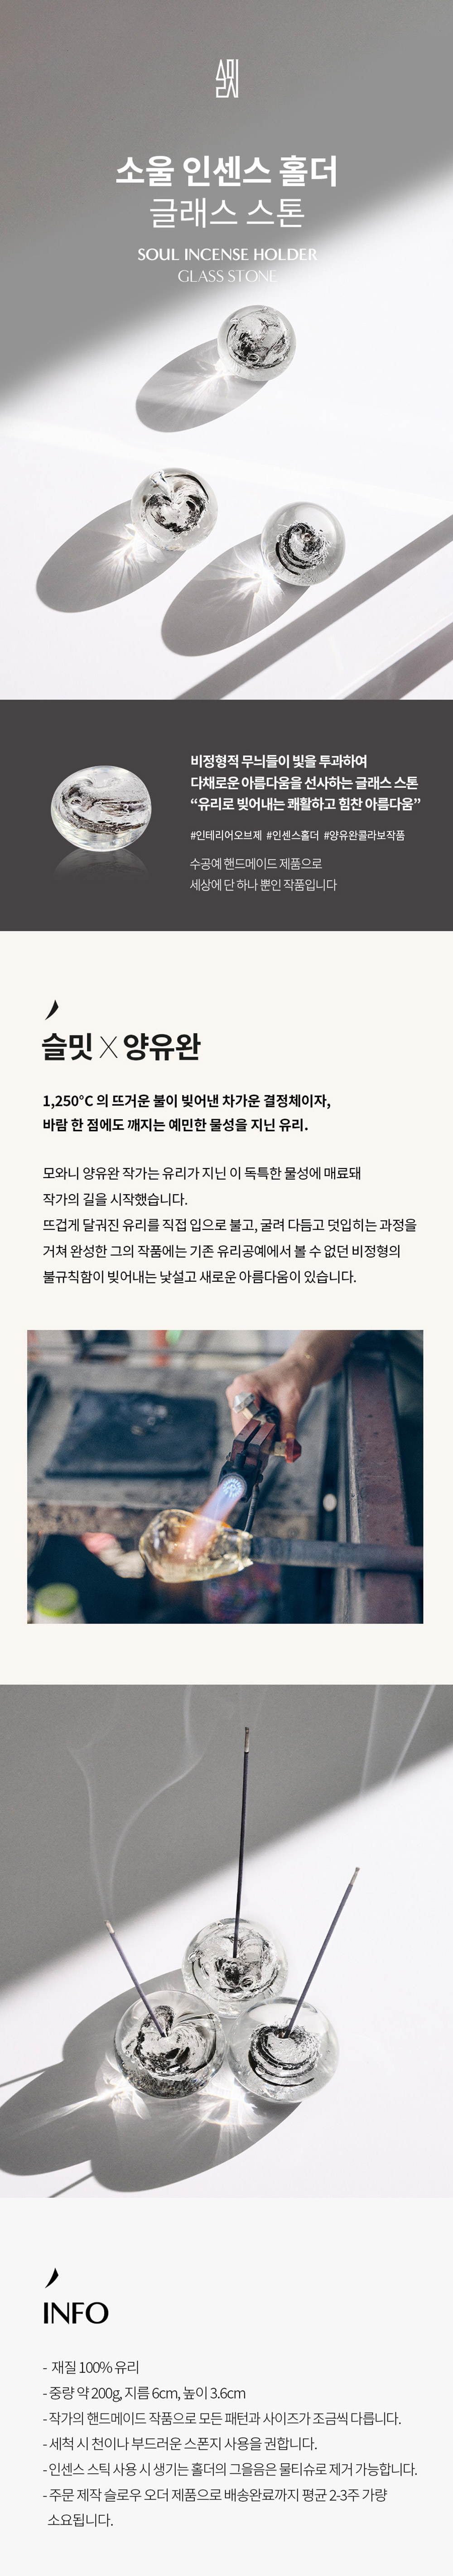 슬밋
소울 인센스 홀더
글래스 스톤
SOUL INCENSE HOLDER
GLASS STONE
비정형적 무늬들이 빛을 투과하여
다채로운 아름다움을 선사하는 글래스 스톤
“유리로 빚어내는 쾌활하고 힘찬 아름다움”
#인테리어오브제 #인센스홀더 #양유완콜라보작품
수공예 핸드메이드 제품으로
세상에 단 하나 뿐인 작품입니다
슬밋 X 양유완
1,250°C 의 뜨거운 불이 빚어낸 차가운 결정체이자,
바람 한 점에도 깨지는 예민한 물성을 지닌 유리.
모와니 양유완 작가는 유리가 지닌 이 독특한 물성에 매료돼
작가의 길을 시작했습니다.
뜨겁게 달궈진 유리를 직접 입으로 불고, 굴려 다듬고 덧입히는 과정을
거쳐 완성한 그의 작품에는 기존 유리공예에서 볼 수 없던 비정형의
불규칙함이 빚어내는 낯설고 새로운 아름다움이 있습니다.
INFO
- 재질 100% 유리
- 중량 약 200g, 지름 6cm, 높이 3.6cm
- 작가의 핸드메이드 작품으로 모든 패턴과 사이즈가 조금씩 다릅니다.
- 세척 시 천이나 부드러운 스폰지 사용을 권합니다.
- 인센스 스틱 사용 시 생기는 홀더의 그을음은 물티슈로 제거 가능합니다.
- 주문 제작 슬로우 오더 제품으로 배송완료까지 평균 2-3주 가량
소요됩니다.